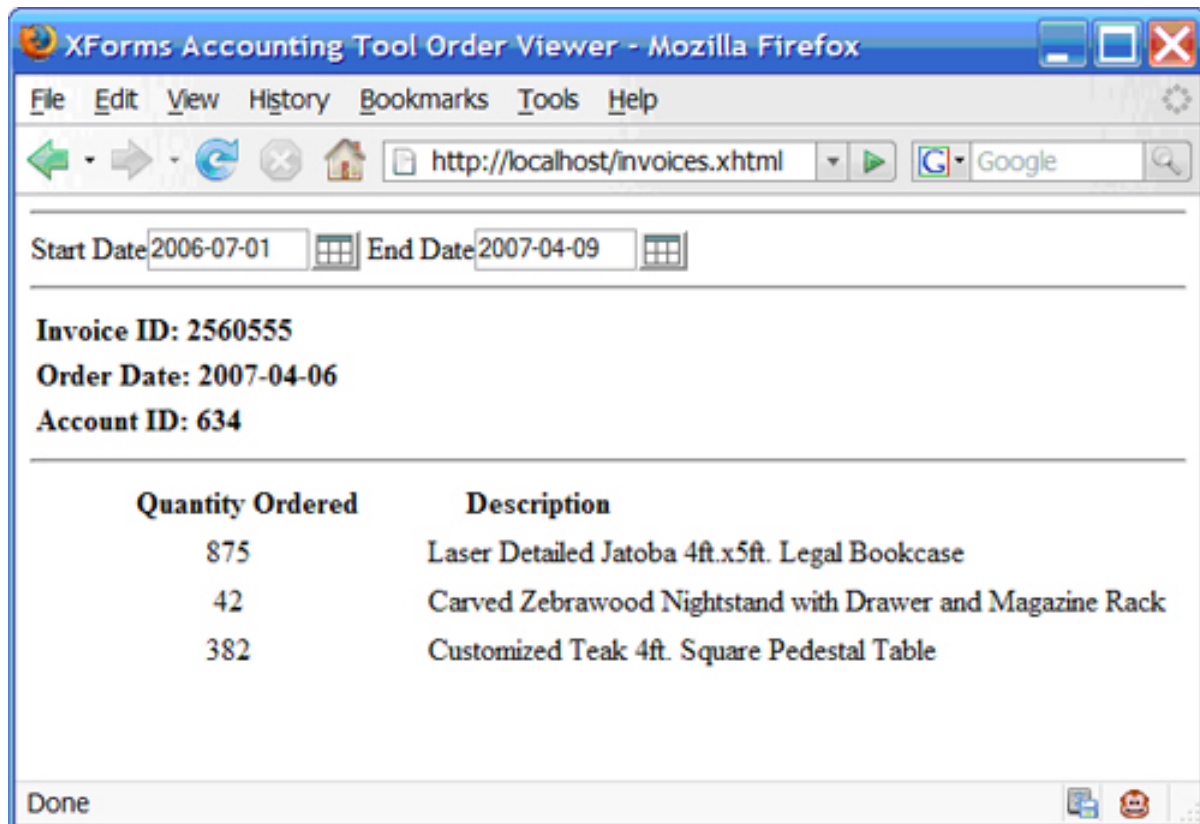 XForms Accounting Tool Order Viewer - Mozilla Firefox
File Edit View History Bookmarks Tools Help
http://localhost/invoices.xhtml G Google
Start Date 2006-07-01 End Date 2007-04-09
Invoice ID: 2560555
Order Date: 2007-04-06
Account ID: 634
Quantity Ordered Description
875 Laser Detailed Jatoba 4ft.x5ft. Legal Bookcase
42 Carved Zebrawood Nightstand with Drawer and Magazine Rack
382 Customized Teak 4ft. Square Pedestal Table
Done